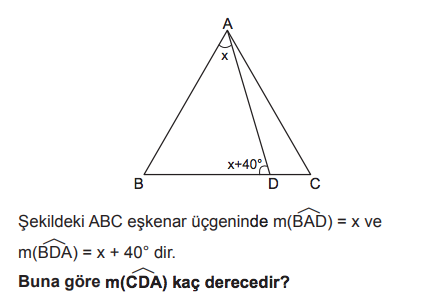 A
x
x+40°
B
D
C
Şekildeki ABC eşkenar üçgeninde m(BAD) = x ve
m(BDA) = x + 40° dir.
Buna göre m(CDA) kaç derecedir?